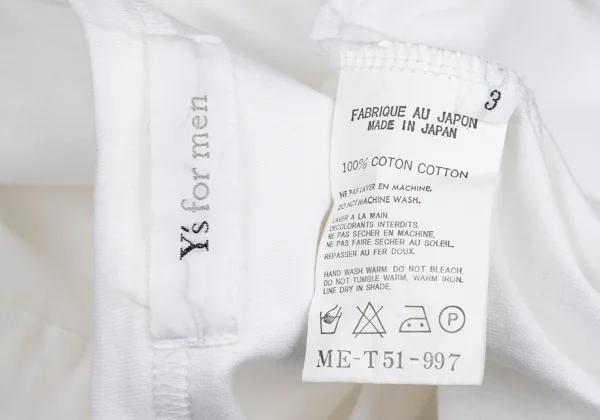 Y's for men
3
FABRIQUE AU JAPON
MADE IN JAPAN
100% COTON COTTON
NE PAS LAVER EN MACHINE.
DO NOT MACHINE WASH.
LAVER A LA MAIN.
DECOLORANTS INTERDITS.
NE PAS SECHER EN MACHINE.
NE PAS FAIRE SECHER AU SOLEIL.
REPASSER AU FER DOUX.
HAND WASH WARM. DO NOT BLEACH.
DO NOT TUMBLE WARM. WARM IRON.
LINE DRY IN SHADE.
P
ME-T51-997